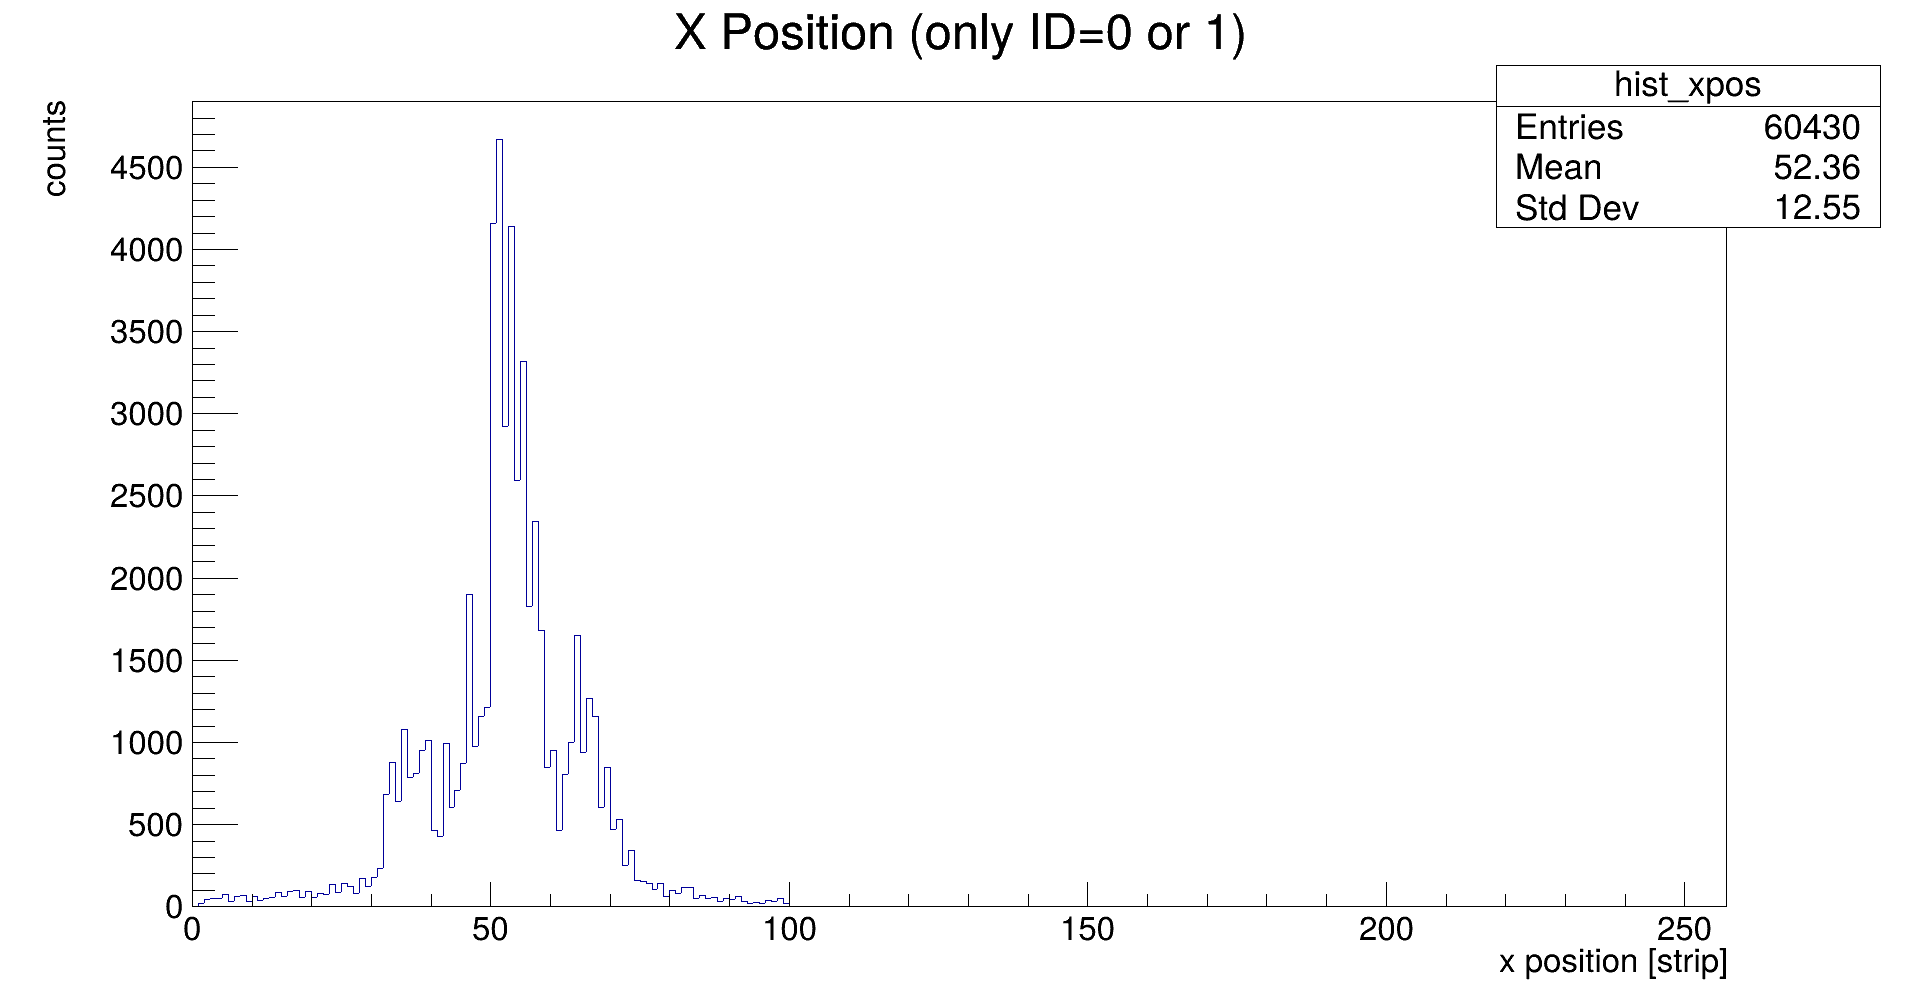 X Position (only ID=0 or 1)
hist_xpos
Entries 60430
Mean 52.36
Std Dev 12.55
counts
4500
4000
3500
3000
2500
2000
1500
1000
500
0
0 50 100 150 200 250
x position [strip]